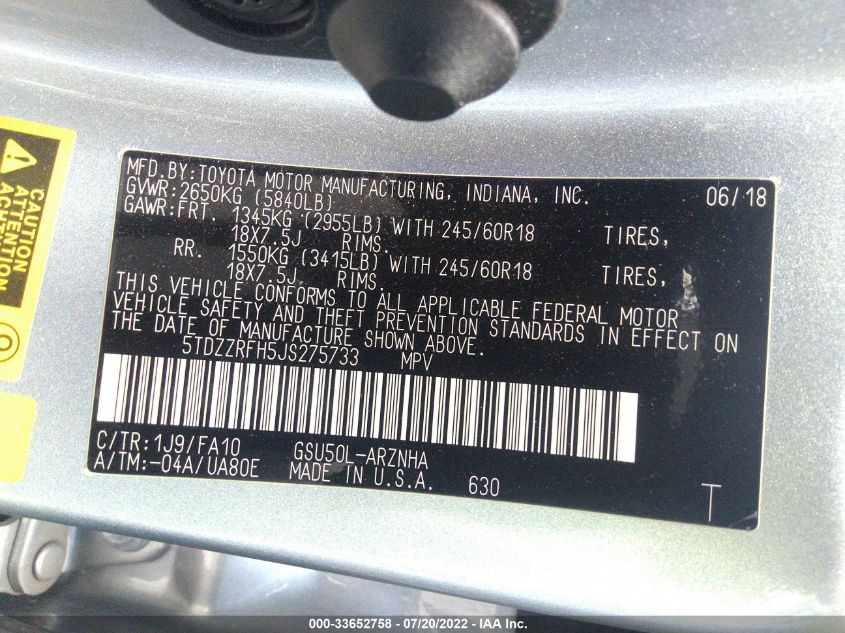 ATTENTION
CAUTION
ACHTUNG
MFD.BY:TOYOTA MOTOR MANUFACTURING, INDIANA, INC. 06/18
GVWR:2650KG (5840LB)
GAWR:FRT. 1345KG (2955LB) WITH 245/60R18 TIRES,
18X7.5J RIMS.
RR. 1550KG (3415LB) WITH 245/60R18 TIRES,
18X7.5J RIMS.
THIS VEHICLE CONFORMS TO ALL APPLICABLE FEDERAL MOTOR
VEHICLE SAFETY AND THEFT PREVENTION STANDARDS IN EFFECT ON
THE DATE OF MANUFACTURE SHOWN ABOVE.
5TDZZRFH5JS275733 MPV
C/TR:1J9/FA10 GSU50L-ARZNHA
A/TM:-04A/UA80E MADE IN U.S.A. 630
T
000-33652758 - 07/20/2022 - IAA Inc.